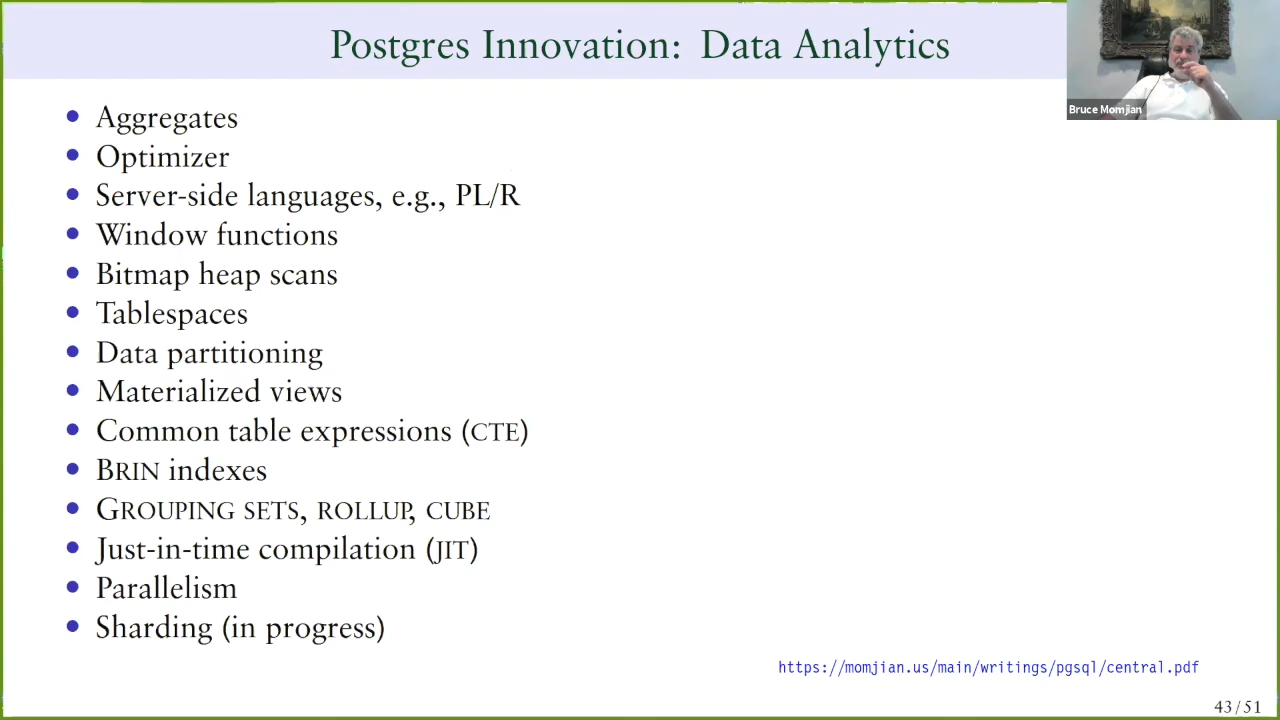 Postgres Innovation: Data Analytics
Bruce Momjian
• Aggregates
• Optimizer
• Server-side languages, e.g., PL/R
• Window functions
• Bitmap heap scans
• Tablespaces
• Data partitioning
• Materialized views
• Common table expressions (CTE)
• BRIN indexes
• GROUPING SETS, ROLLUP, CUBE
• Just-in-time compilation (JIT)
• Parallelism
• Sharding (in progress)
https://momjian.us/main/writings/pgsql/central.pdf
43/51